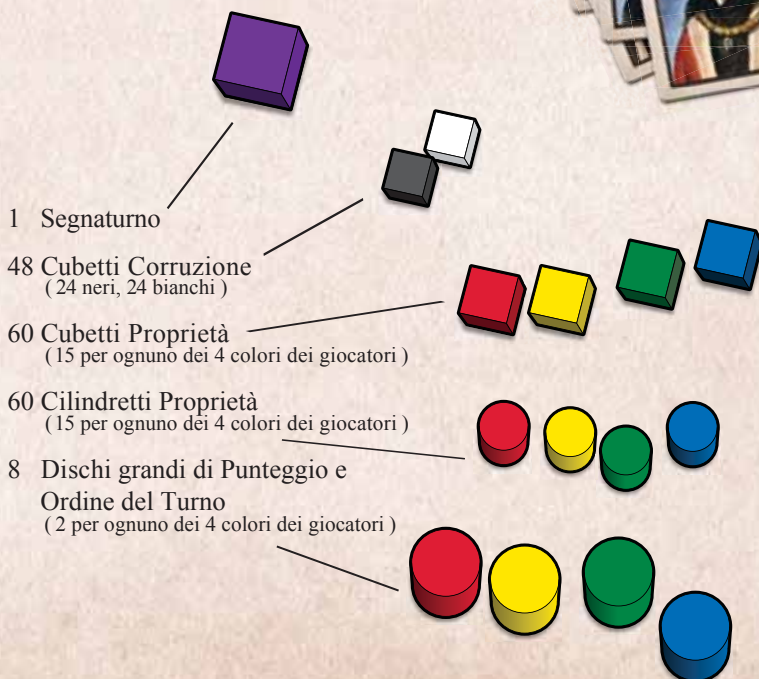 1 Segnaturno
48 Cubetti Corruzione
( 24 neri, 24 bianchi )
60 Cubetti Proprietà
(15 per ognuno dei 4 colori dei giocatori )
60 Cilindretti Proprietà
(15 per ognuno dei 4 colori dei giocatori )
8 Dischi grandi di Punteggio e
Ordine del Turno
( 2 per ognuno dei 4 colori dei giocatori )